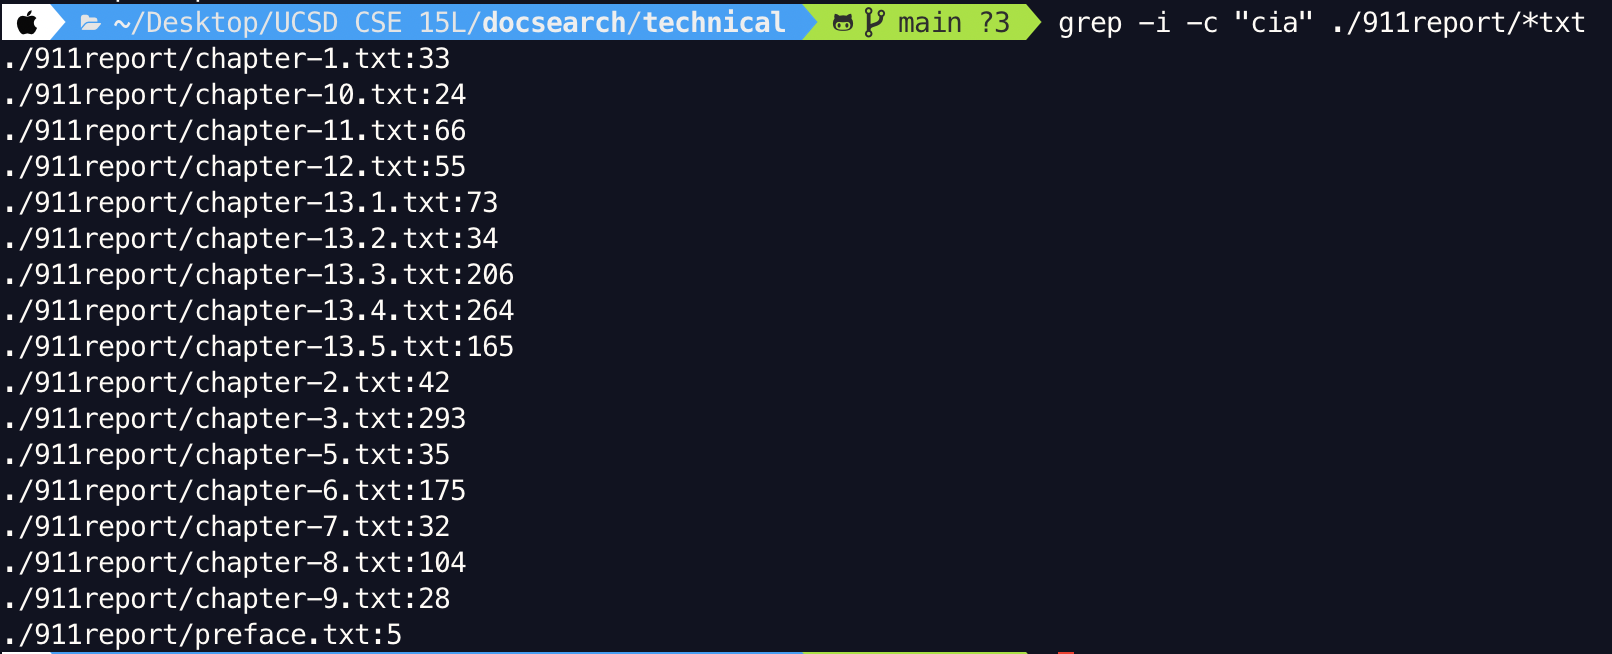 ~/Desktop/UCSD CSE 15L/docsearch/technical main ?3 grep -i -c "cia" ./911report/*txt
./911report/chapter-1.txt:33
./911report/chapter-10.txt:24
./911report/chapter-11.txt:66
./911report/chapter-12.txt:55
./911report/chapter-13.1.txt:73
./911report/chapter-13.2.txt:34
./911report/chapter-13.3.txt:206
./911report/chapter-13.4.txt:264
./911report/chapter-13.5.txt:165
./911report/chapter-2.txt:42
./911report/chapter-3.txt:293
./911report/chapter-5.txt:35
./911report/chapter-6.txt:175
./911report/chapter-7.txt:32
./911report/chapter-8.txt:104
./911report/chapter-9.txt:28
./911report/preface.txt:5